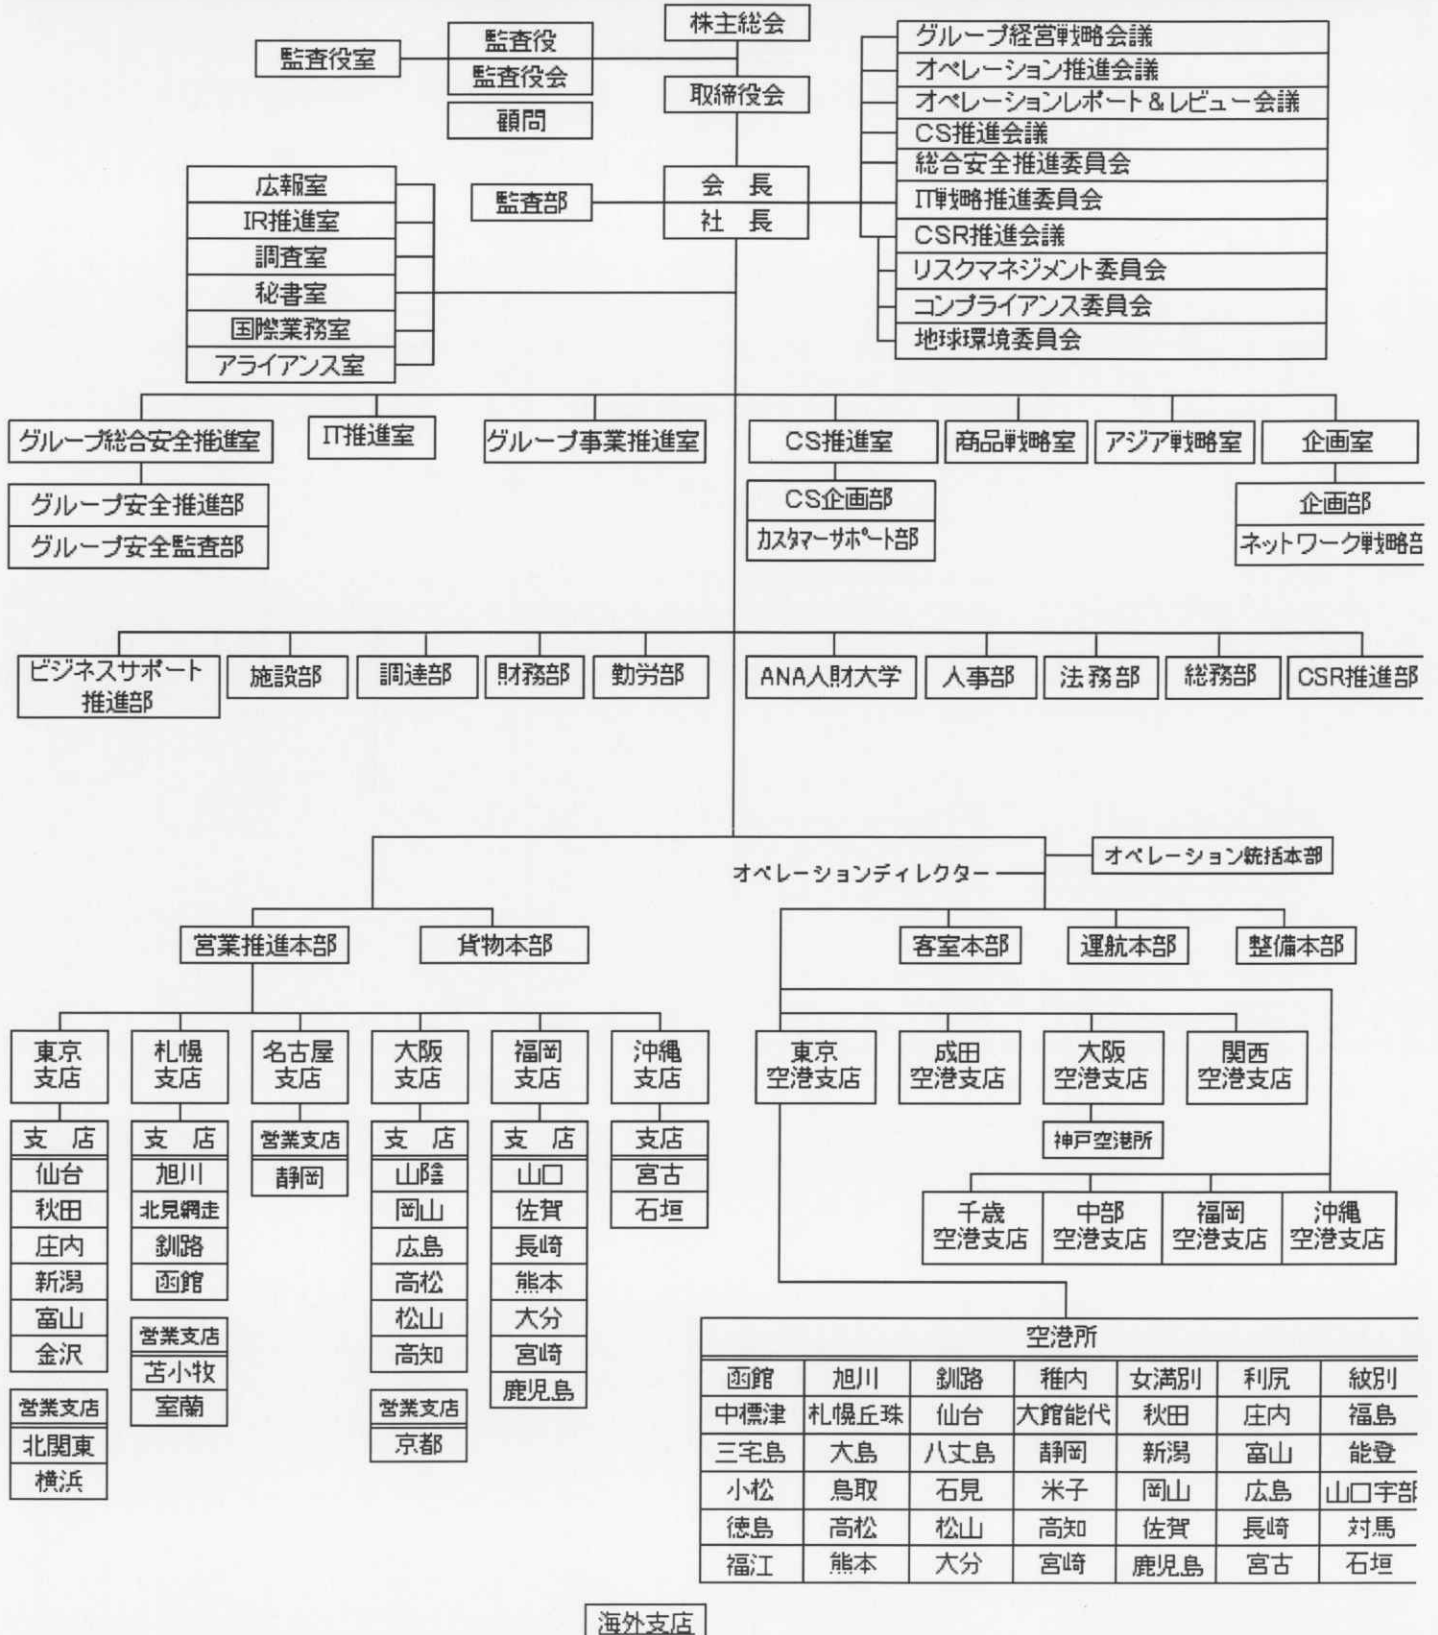 株主総会
監査役室
監査役
監査役会
顧問
取締役会
グループ経営戦略会議
オペレーション推進会議
オペレーションレポート&レビュー会議
CS推進会議
総合安全推進委員会
IT戦略推進委員会
CSR推進会議
リスクマネジメント委員会
コンプライアンス委員会
地球環境委員会
監査部
会 長
社 長
広報室
IR推進室
調査室
秘書室
国際業務室
アライアンス室
グループ総合安全推進室
IT推進室
グループ事業推進室
CS推進室
商品戦略室
アジア戦略室
企画室
グループ安全推進部
グループ安全監査部
CS企画部
カスタマーサポート部
企画部
ネットワーク戦略部
ビジネスサポート
推進部
施設部
調達部
財務部
勤労部
ANA人財大学
人事部
法務部
総務部
CSR推進部
オペレーションディレクター
オペレーション統括本部
営業推進本部
貨物本部
客室本部
運航本部
整備本部
東京
支店
札幌
支店
名古屋
支店
大阪
支店
福岡
支店
沖縄
支店
支 店
仙台
秋田
庄内
新潟
富山
金沢
営業支店
北関東
横浜
支 店
旭川
北見網走
釧路
函館
営業支店
苫小牧
室蘭
営業支店
静岡
支 店
山陰
岡山
広島
高松
松山
高知
営業支店
京都
支 店
山口
佐賀
長崎
熊本
大分
宮崎
鹿児島
支店
宮古
石垣
東京
空港支店
成田
空港支店
大阪
空港支店
関西
空港支店
神戸空港所
千歳
空港支店
中部
空港支店
福岡
空港支店
沖縄
空港支店
空港所
函館 旭川 釧路 稚内 女満別 利尻 紋別
中標津 札幌丘珠 仙台 大館能代 秋田 庄内 福島
三宅島 大島 八丈島 静岡 新潟 富山 能登
小松 鳥取 石見 米子 岡山 広島 山口宇部
徳島 高松 松山 高知 佐賀 長崎 対馬
福江 熊本 大分 宮崎 鹿児島 宮古 石垣
海外支店